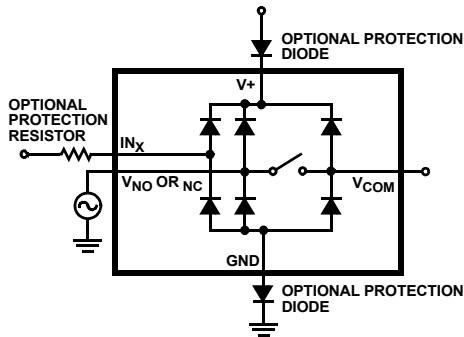 OPTIONAL PROTECTION
DIODE
V+
OPTIONAL
PROTECTION
RESISTOR
INX
VNO OR NC
VCOM
GND
OPTIONAL PROTECTION
DIODE